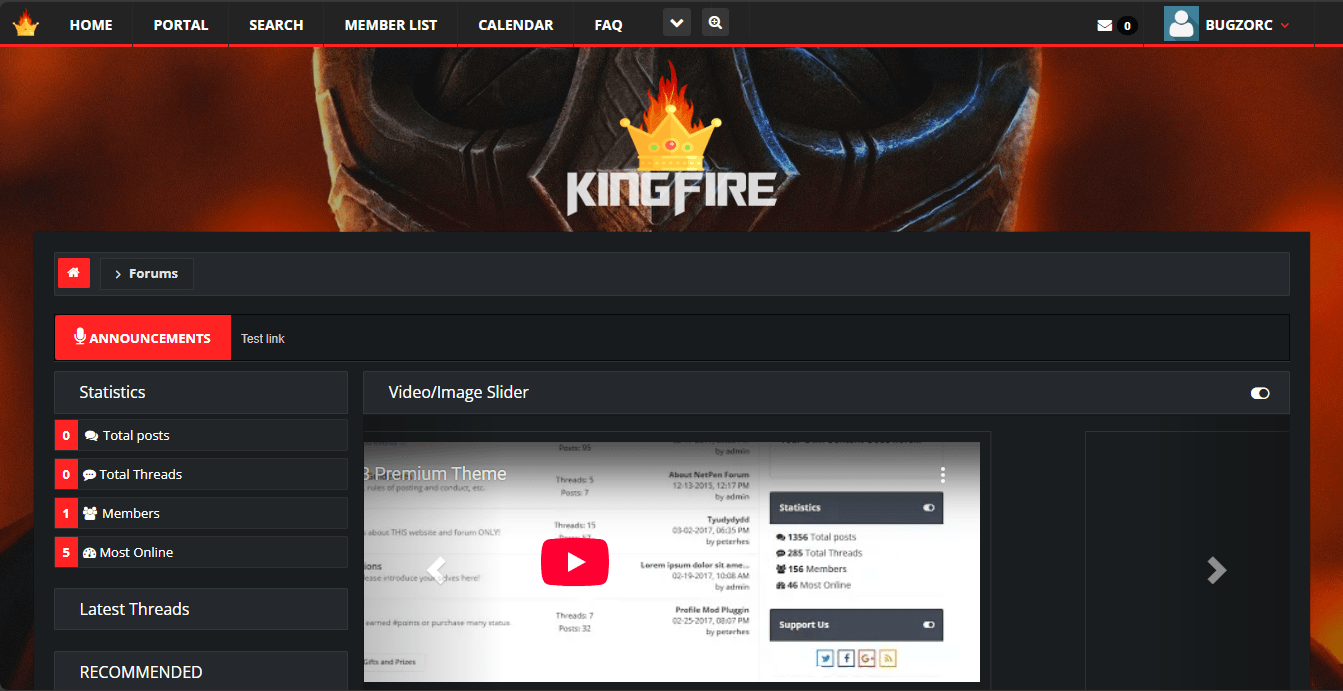 HOME PORTAL SEARCH MEMBER LIST CALENDAR FAQ 0 BUGZORC
KINGFIRE
Forums
ANNOUNCEMENTS Test link
Statistics
0 Total posts
0 Total Threads
1 Members
5 Most Online
Latest Threads
RECOMMENDED
Video/Image Slider
3 Premium Theme
rules of posting and conduct, etc.
Posts: 95
by admin
Threads: 5
Posts: 7
About NetPen Forum
12-13-2015, 12:17 PM
by admin
about THIS website and forum ONLY!
Threads: 15
Tyudydydd
03-02-2017, 06:35 PM
by peterhes
ease introduce yourselves here!
Lorem ipsum dolor sit ame...
02-19-2017, 10:08 AM
by admin
earned #points or purchase many status
Threads: 7
Posts: 32
Profile Mod Pluggin
02-25-2017, 08:07 PM
by peterhes
Gifts and Prizes
Statistics
1356 Total posts
285 Total Threads
156 Members
46 Most Online
Support Us